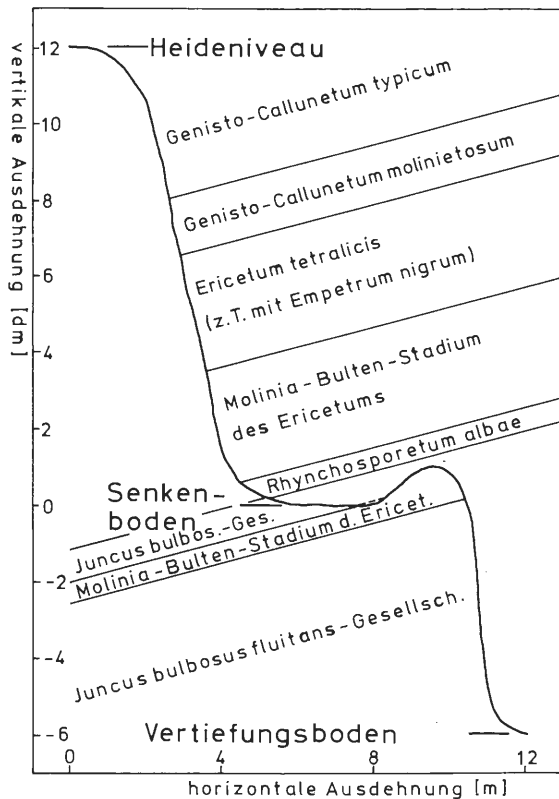 12
Heideniveau
Genisto-Callunetum typicum
10
8
Genisto-Callunetum molinietosum
6
Ericetum tetralicis
(z.T. mit Empetrum nigrum)
4
Molinia-Bulten-Stadium
des Ericetums
2
Rhynchosporetum albae
Senken-
boden
0
Juncus bulbos.-Ges.
-2
Molinia-Bulten-Stadium d. Ericet.
-4
Juncus bulbosus fluitans-Gesellsch.
-6
Vertiefungsboden
0
4
8
12
vertikale Ausdehnung [dm]
horizontale Ausdehnung [m]